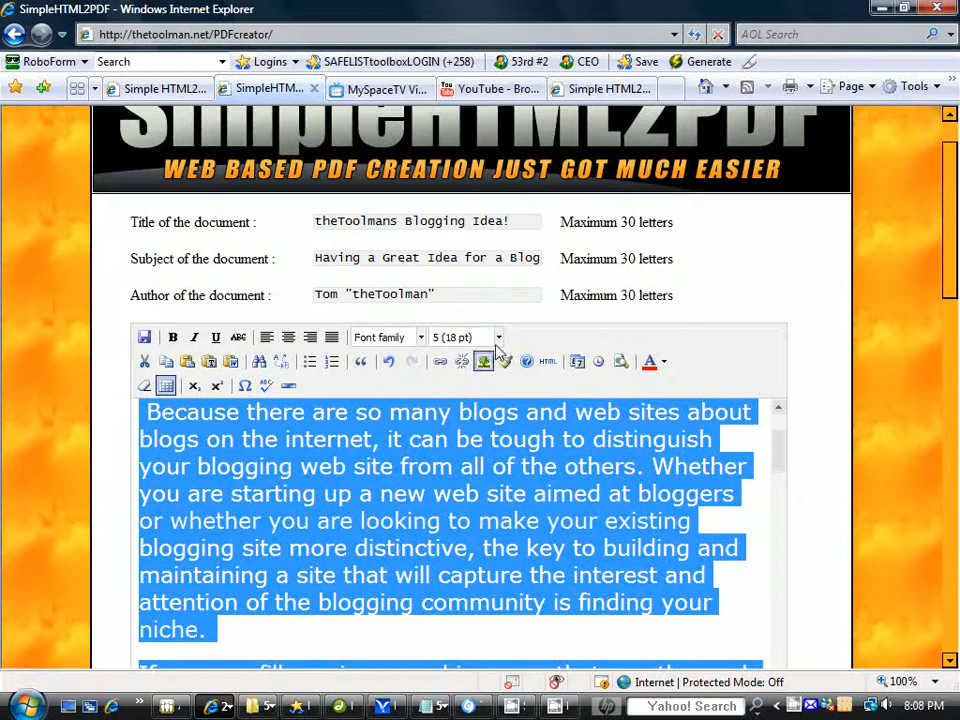 SimpleHTML2PDF - Windows Internet Explorer
http://thetoolman.net/PDFcreator/
AOL Search
RoboForm
Search
Logins
SAFELISTtoolboxLOGIN (+258)
53rd #2
CEO
Save
Generate
Simple HTML2...
SimpleHTM...
MySpaceTV Vi...
YouTube - Bro...
Simple HTML2...
Page
Tools
SimpleHTML2PDF
WEB BASED PDF CREATION JUST GOT MUCH EASIER
Title of the document :
theToolmans Blogging Idea!
Maximum 30 letters
Subject of the document :
Having a Great Idea for a Blog
Maximum 30 letters
Author of the document :
Tom "theToolman"
Maximum 30 letters
B I U ABC
Font family
5 (18 pt)
HTML
A
Because there are so many blogs and web sites about
blogs on the internet, it can be tough to distinguish
your blogging web site from all of the others. Whether
you are starting up a new web site aimed at bloggers
or whether you are looking to make your existing
blogging site more distinctive, the key to building and
maintaining a site that will capture the interest and
attention of the blogging community is finding your
niche.
Internet | Protected Mode: Off
100%
2
5
5
Yahoo! Search
8:08 PM